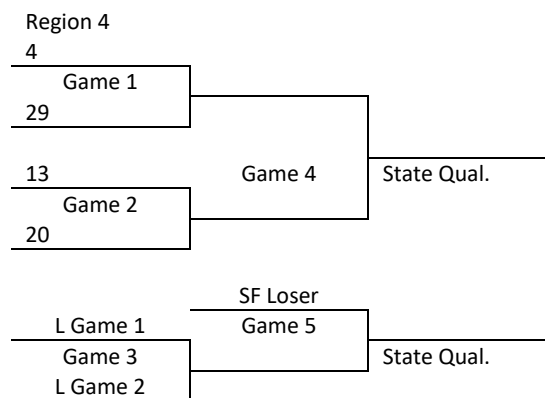 Region 4
4
Game 1
29
13
Game 4
State Qual.
Game 2
20
SF Loser
L Game 1
Game 5
Game 3
State Qual.
L Game 2